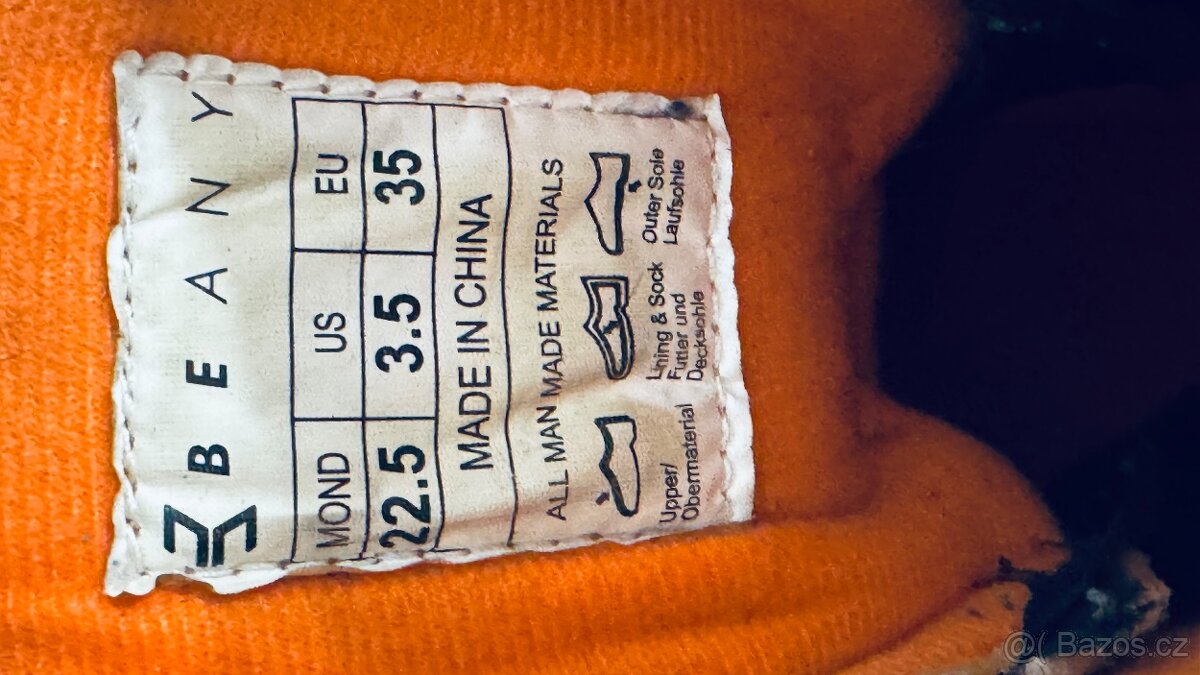 BEANY
MOND US EU
22.5 3.5 35
MADE IN CHINA
ALL MAN MADE MATERIALS
Upper/
Obermaterial
Lining & Sock
Futter und
Decksohle
Outer Sole
Laufsohle
@( Bazos.cz